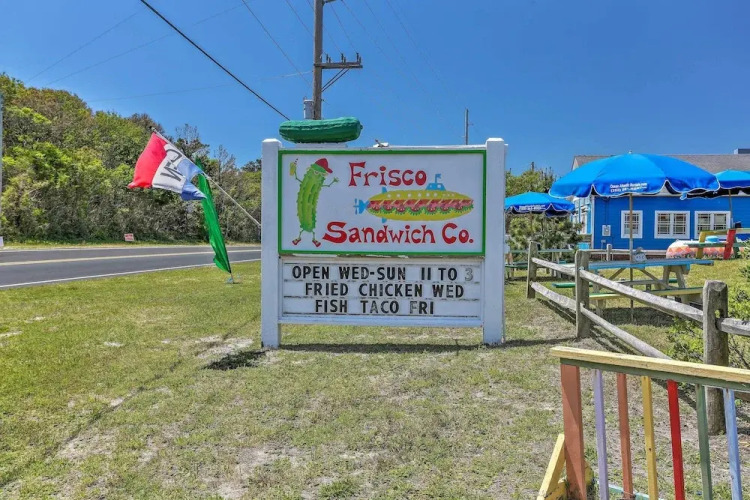 Frisco
Sandwich Co.
OPEN WED-SUN 11 TO 3
FRIED CHICKEN WED
FISH TACO FRI